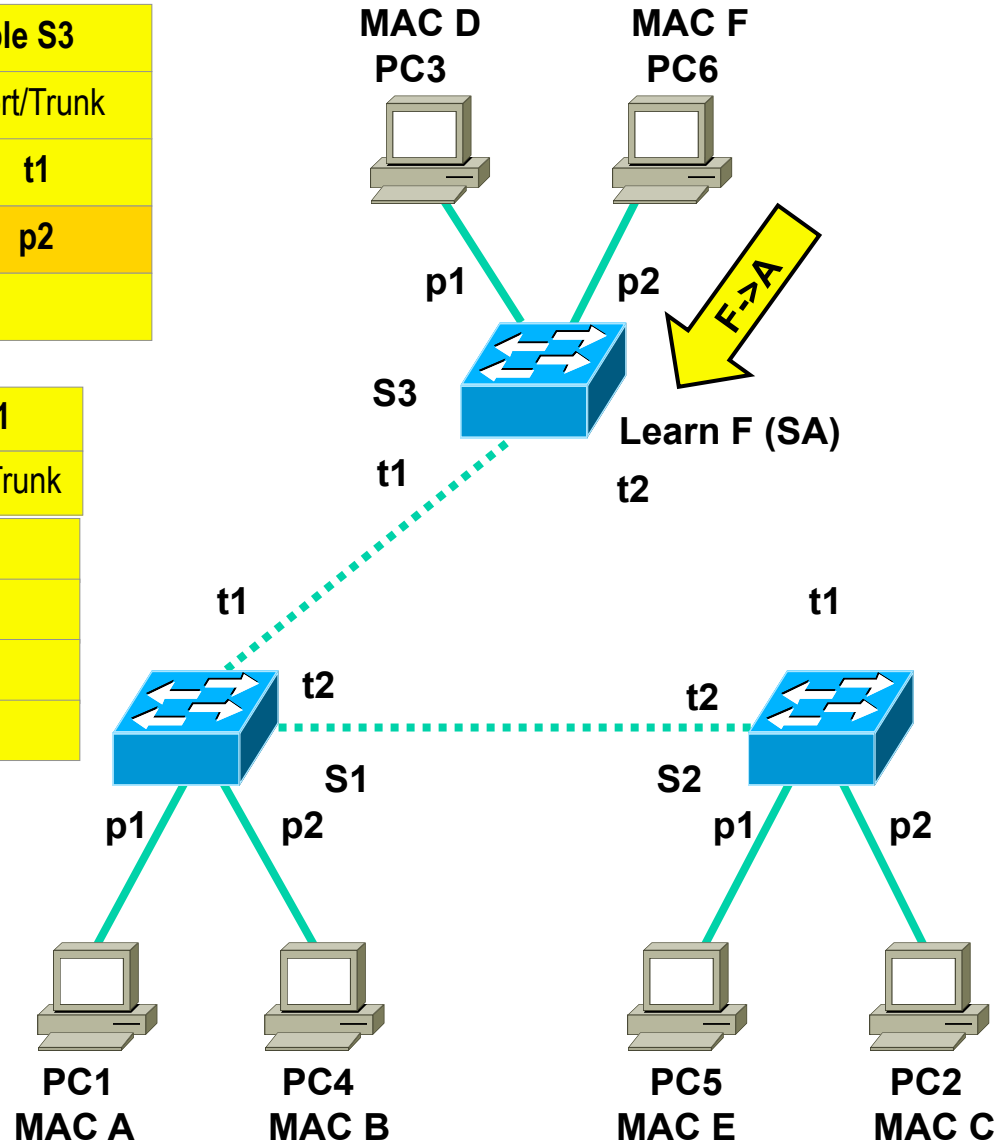 MAC D
MAC F
ble S3
PC3
PC6
rt/Trunk
t1
p2
p1
p2
F->A
S3
Learn F (SA)
1
Trunk
t1
t2
t1
t1
t2
t2
S1
S2
p1
p2
p1
p2
PC1
PC4
PC5
PC2
MAC A
MAC B
MAC E
MAC C